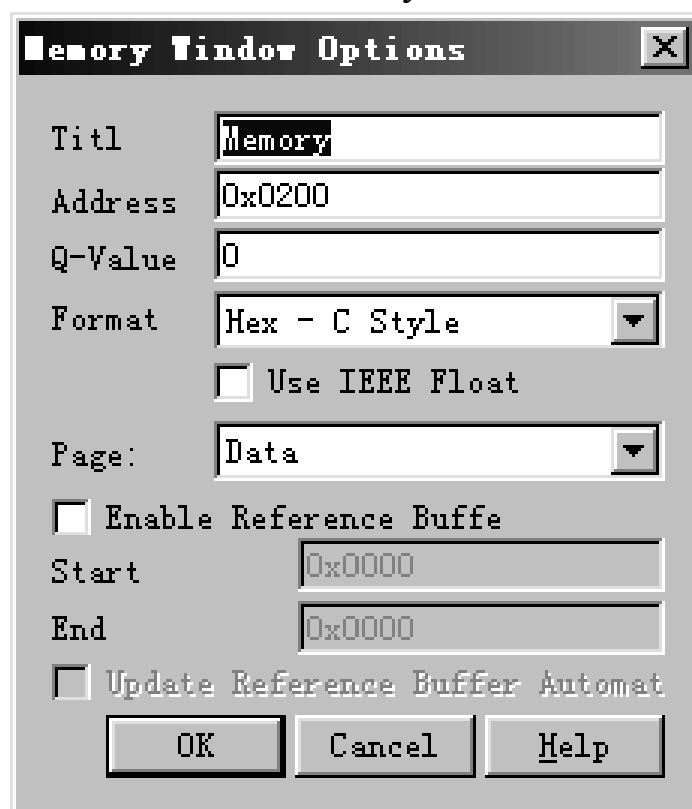 Memory Window Options
Titl Memory
Address 0x0200
Q-Value 0
Format Hex - C Style
Use IEEE Float
Page: Data
Enable Reference Buffe
Start 0x0000
End 0x0000
Update Reference Buffer Automat
OK Cancel Help